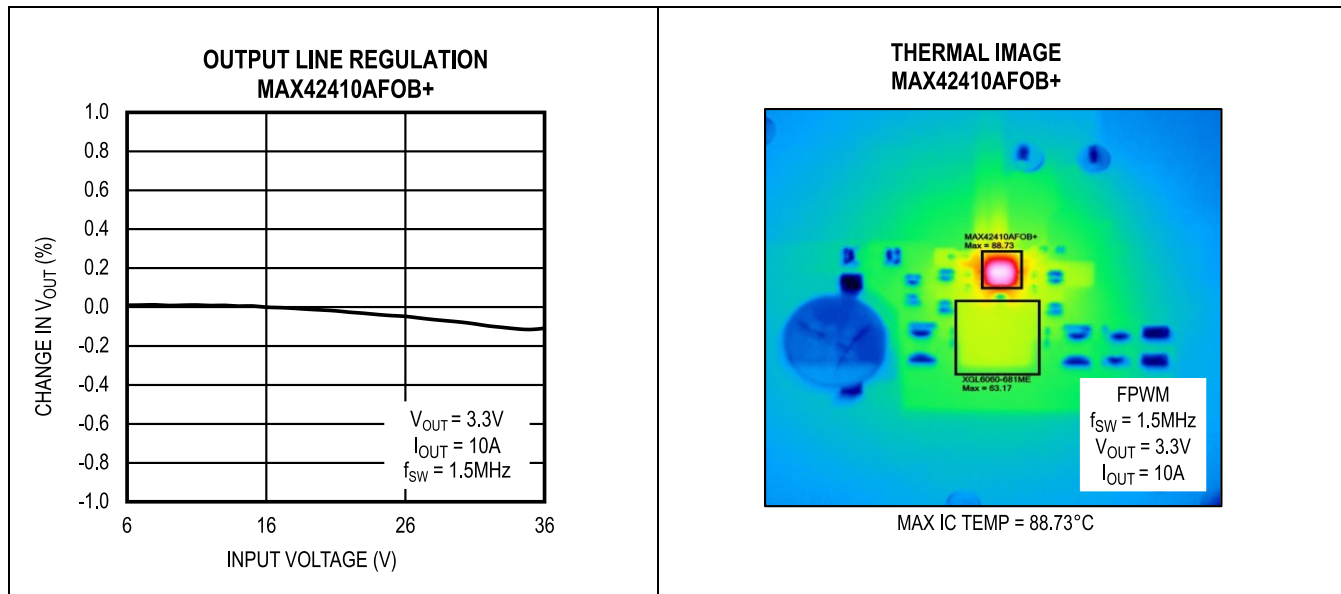 OUTPUT LINE REGULATION
MAX42410AFOB+
1.0
0.8
0.6
0.4
0.2
0.0
-0.2
-0.4
-0.6
-0.8
-1.0
CHANGE IN VOUT (%)
VOUT = 3.3V
IOUT = 10A
fSW = 1.5MHz
6
16
26
36
INPUT VOLTAGE (V)
THERMAL IMAGE
MAX42410AFOB+
MAX42410AFOB+
Max = 88.73
XGL6060-681ME
Max = 63.17
FPWM
fSW = 1.5MHz
VOUT = 3.3V
IOUT = 10A
MAX IC TEMP = 88.73°C